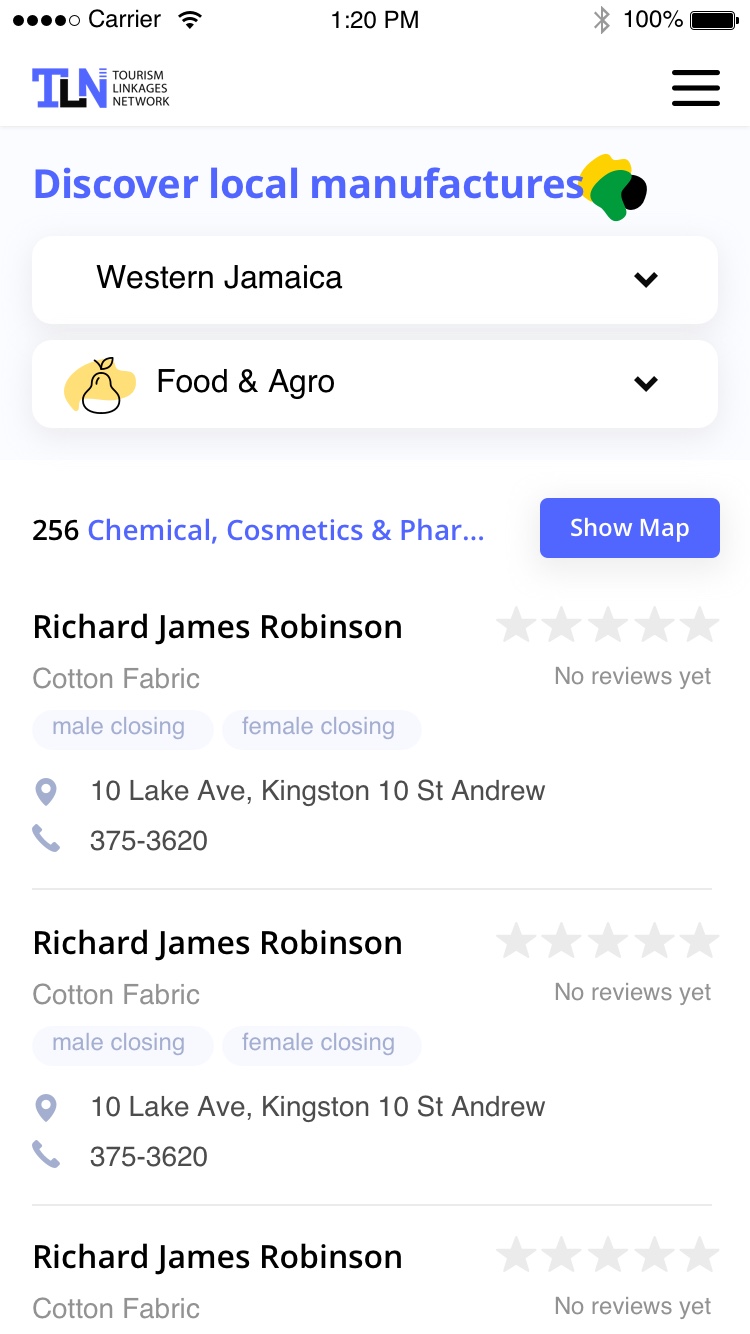 Carrier 1:20 PM 100%
TLN TOURISM
LINKAGES
NETWORK
Discover local manufactures
Western Jamaica
Food & Agro
256 Chemical, Cosmetics & Phar... Show Map
Richard James Robinson
Cotton Fabric No reviews yet
male closing female closing
10 Lake Ave, Kingston 10 St Andrew
375-3620
Richard James Robinson
Cotton Fabric No reviews yet
male closing female closing
10 Lake Ave, Kingston 10 St Andrew
375-3620
Richard James Robinson
Cotton Fabric No reviews yet